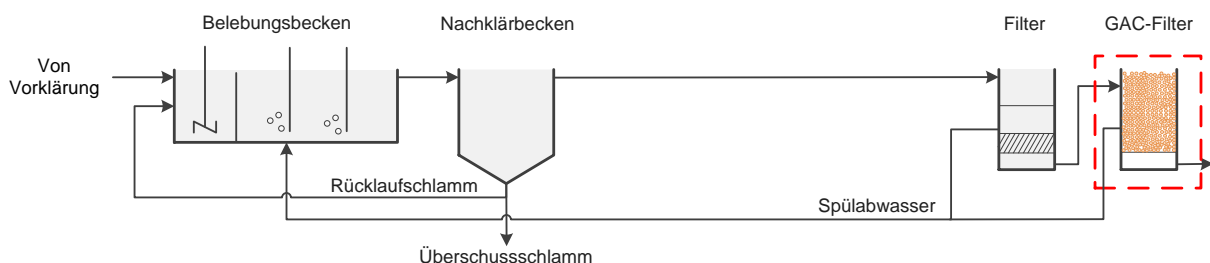 Belebungsbecken
Nachklärbecken
Filter
GAC-Filter
Von
Vorklärung
Rücklaufschlamm
Spülabwasser
Überschussschlamm